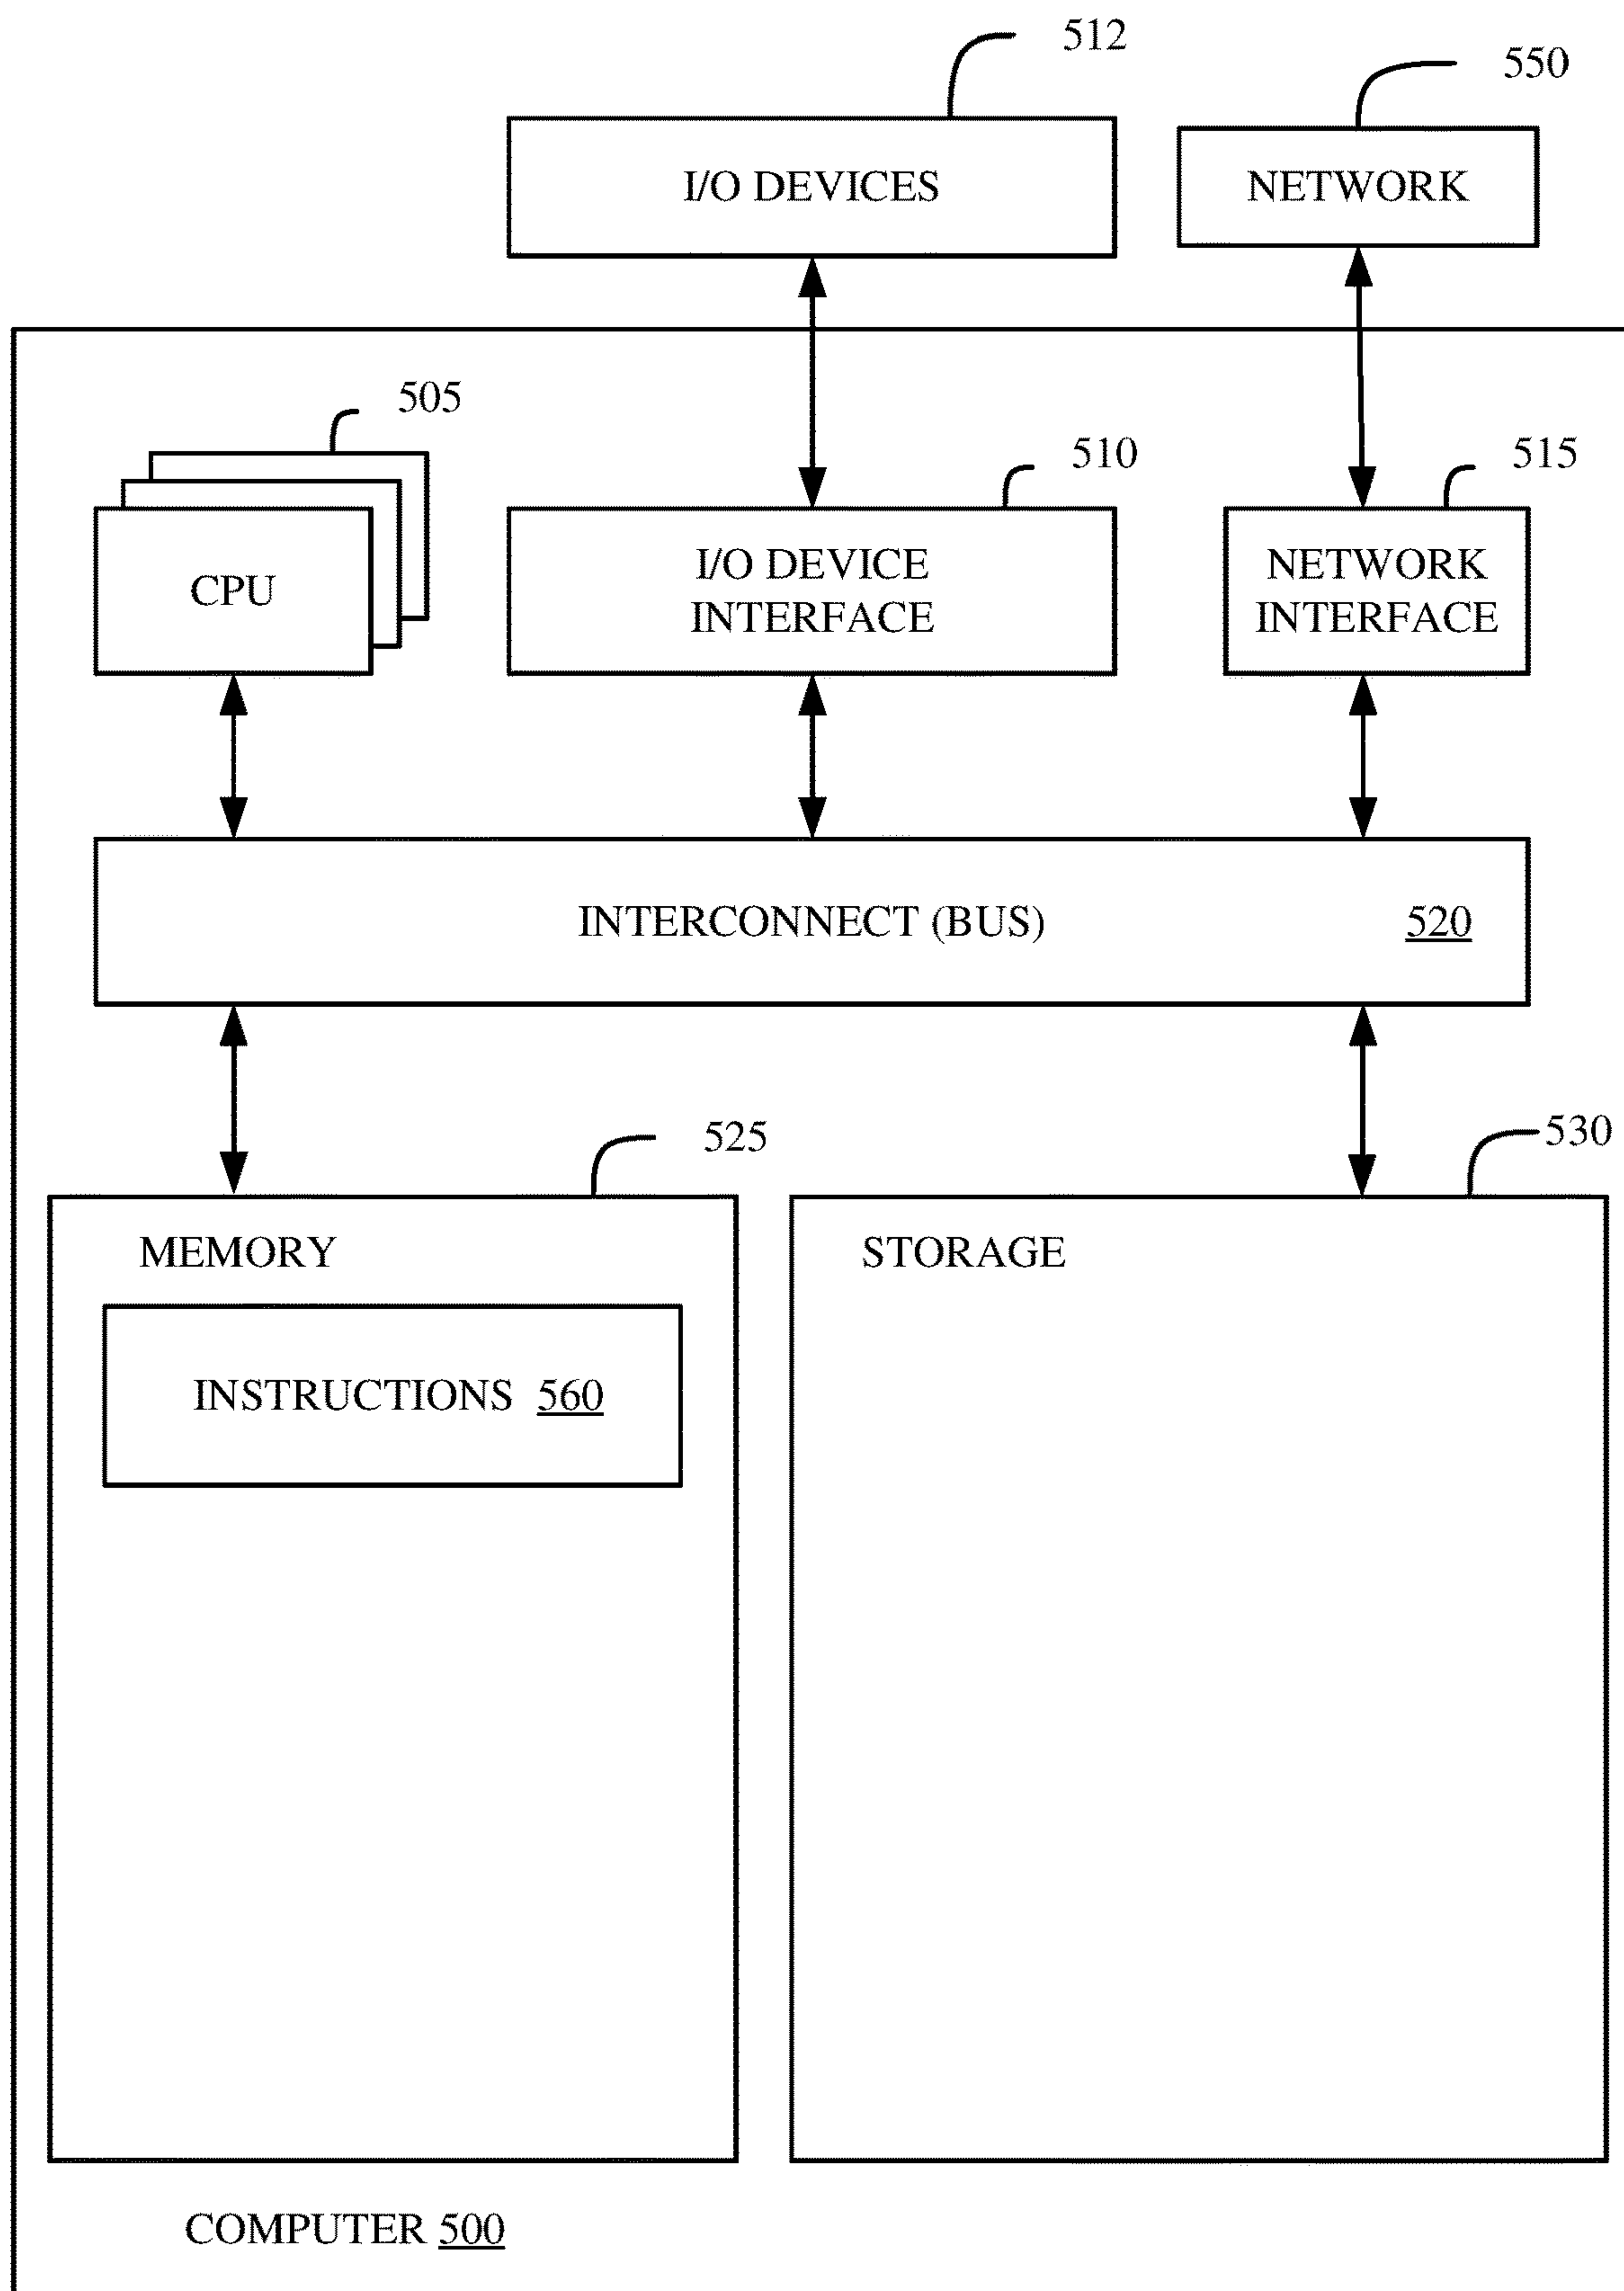 512
550
I/O DEVICES
NETWORK
505
510
515
CPU
I/O DEVICE
INTERFACE
NETWORK
INTERFACE
INTERCONNECT (BUS) 520
525
530
MEMORY
STORAGE
INSTRUCTIONS 560
COMPUTER 500